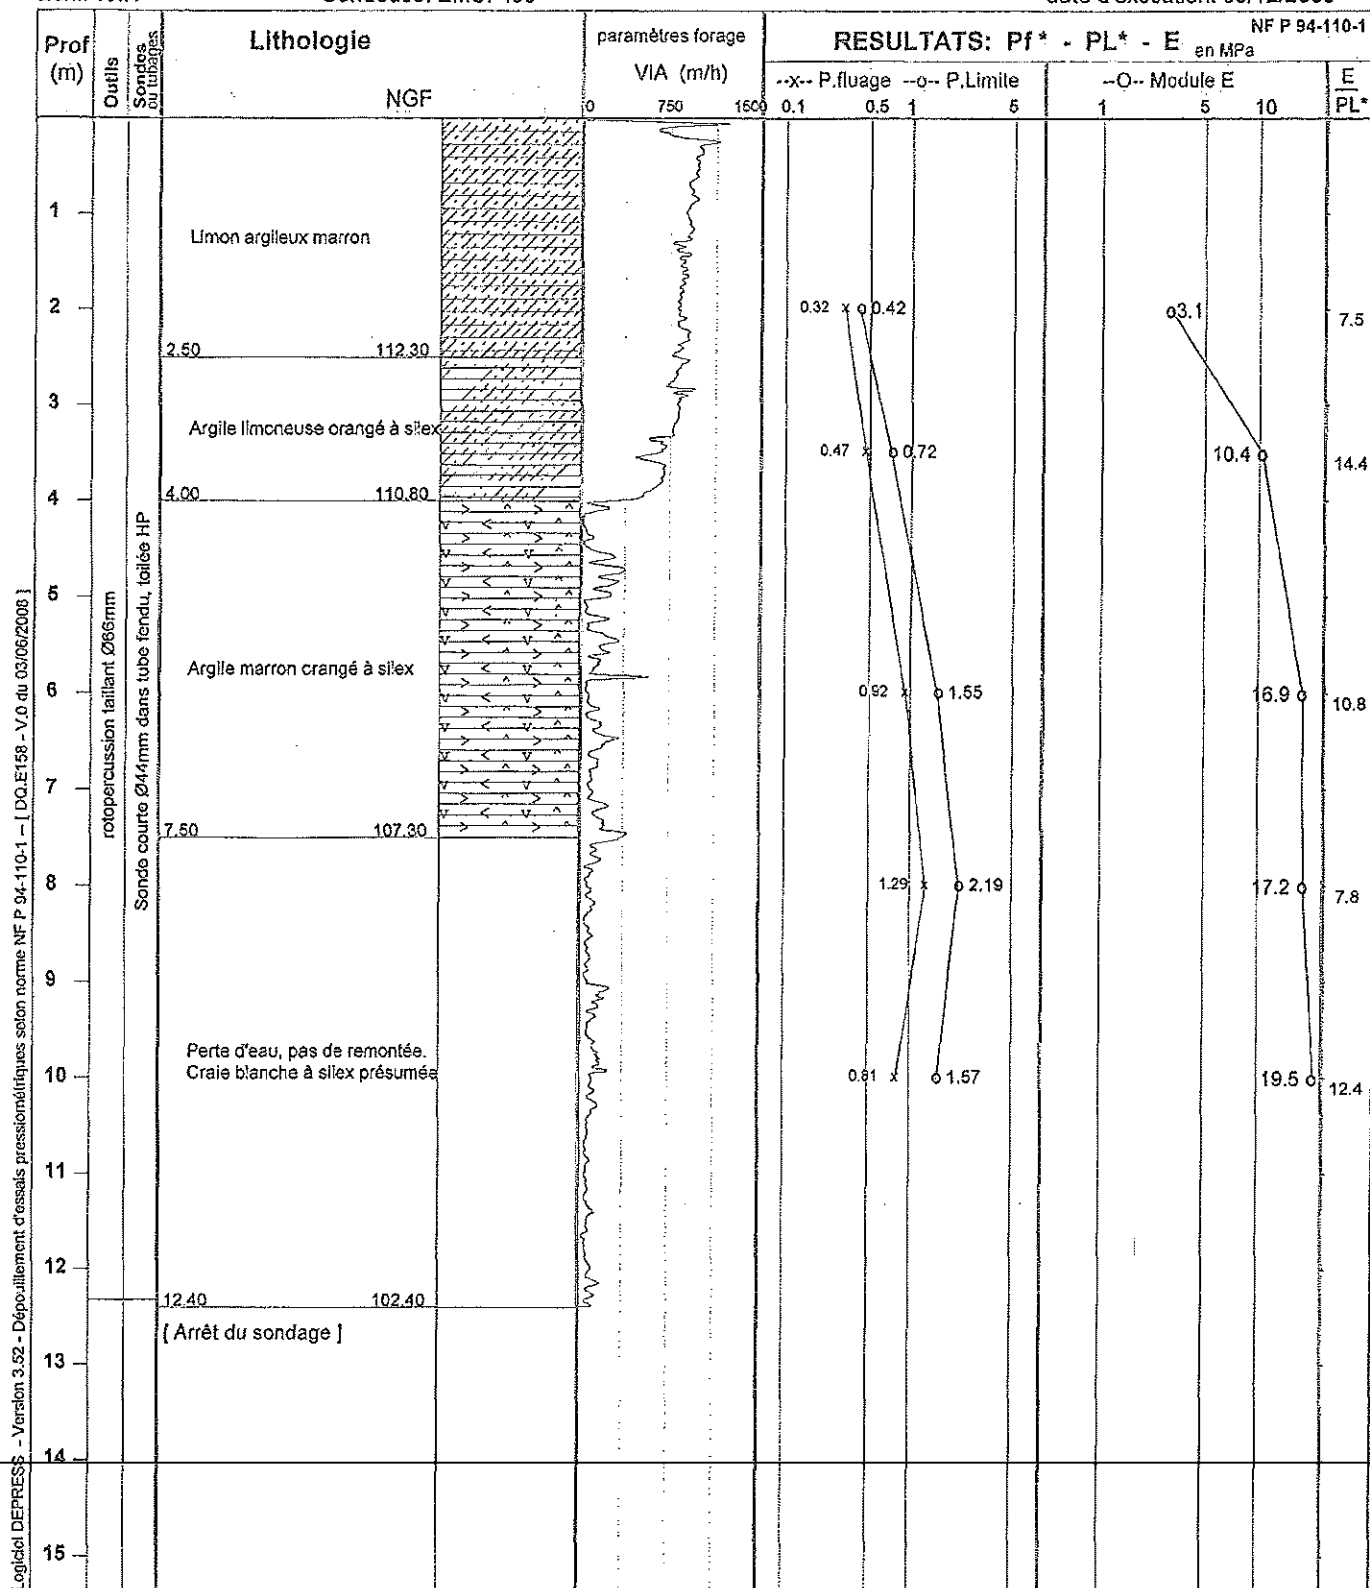 NF P 94-110-1
Prof
(m)
Outils
Sondes
ou tubages
Lithologie
NGF
paramètres forage
VIA (m/h)
0 750 1600
RESULTATS: Pf* - PL* - E en MPa
--x-- P.fluage --o-- P.Limite
0.1 0.5 1 5
--O-- Module E
1 5 10
E
PL*
1
Limon argileux marron
2
0.32 x o 0.42
3.1
7.5
2.50 112.30
3
Argile limoneuse orangé à silex
0.47 x o 0.72
10.4
14.4
4
4.00 110.80
5
Argile marron orangé à silex
6
0.92 x o 1.55
16.9
10.8
7
7.50 107.30
8
1.29 x o 2.19
17.2
7.8
9
Perte d'eau, pas de remontée.
Craie blanche à silex présumée
10
0.81 x o 1.57
19.5
12.4
11
12
12.40 102.40
[ Arrêt du sondage ]
13
14
15
rotopercussion taillant Ø66mm
Sonde courte Ø44mm dans tube fendu, toilée HP
Logiciel DEPRESS - Version 3.52 - Dépouillement d'essais pressiométriques selon norme NF P 94-110-1 -- [ DQ.E158 - V.0 du 03/06/2008 ]